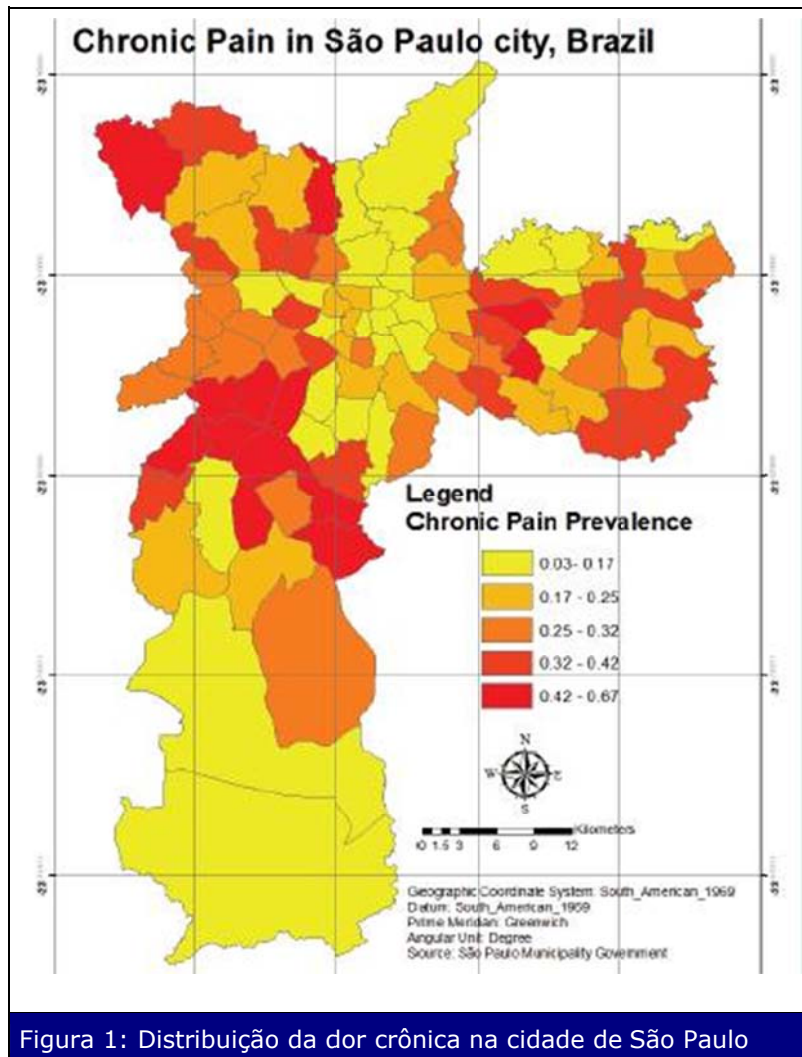 Chronic Pain in São Paulo city, Brazil
Legend
Chronic Pain Prevalence
0.03- 0.17
0.17 - 0.25
0.25 - 0.32
0.32 - 0.42
0.42 - 0.67
N
W
E
S
Kilometers
0 1.5 3 6 9 12
Geographic Coordinate System: South_American_1969
Datum: South_American_1969
Prime Meridian: Greenwich
Angular Unit: Degree
Source: São Paulo Municipality Government
Figura 1: Distribuição da dor crônica na cidade de São Paulo